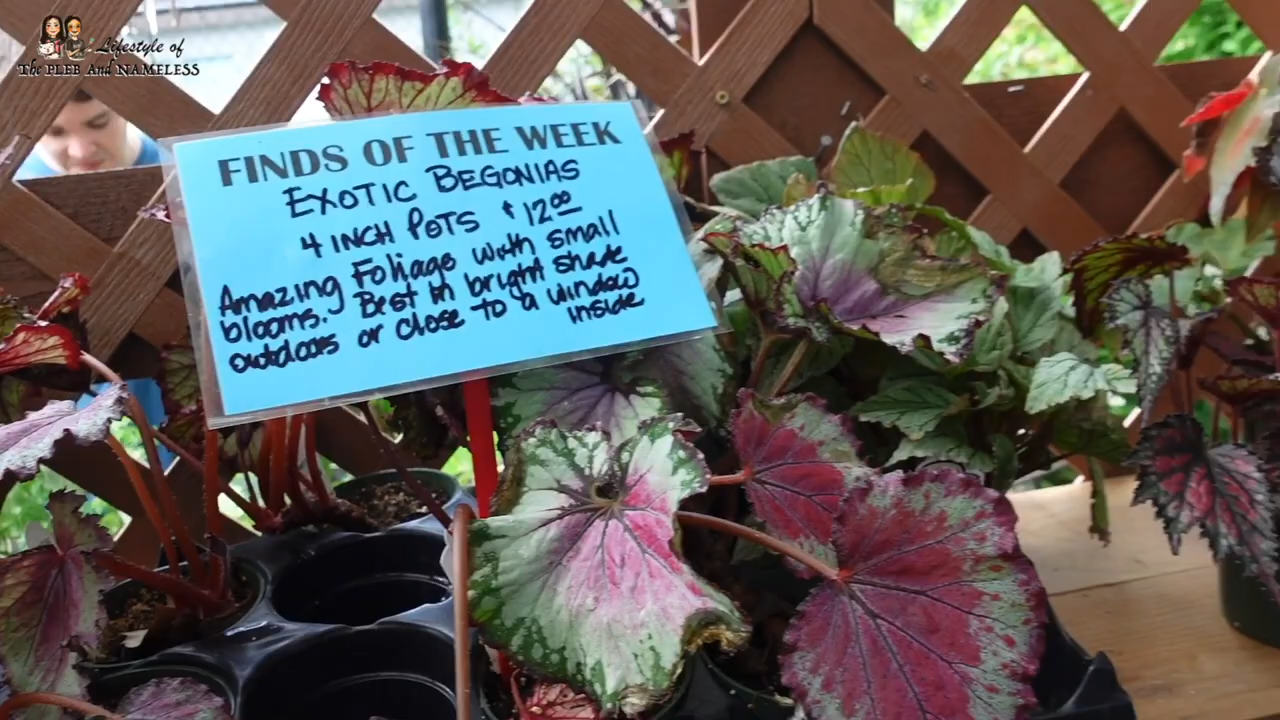 Lifestyle of
The PLEB And NAMELESS
FINDS OF THE WEEK
EXOTIC BEGONIAS
4 INCH POTS $12.00
Amazing Foliage with small
blooms. Best in bright shade
outdoors or close to a window
inside